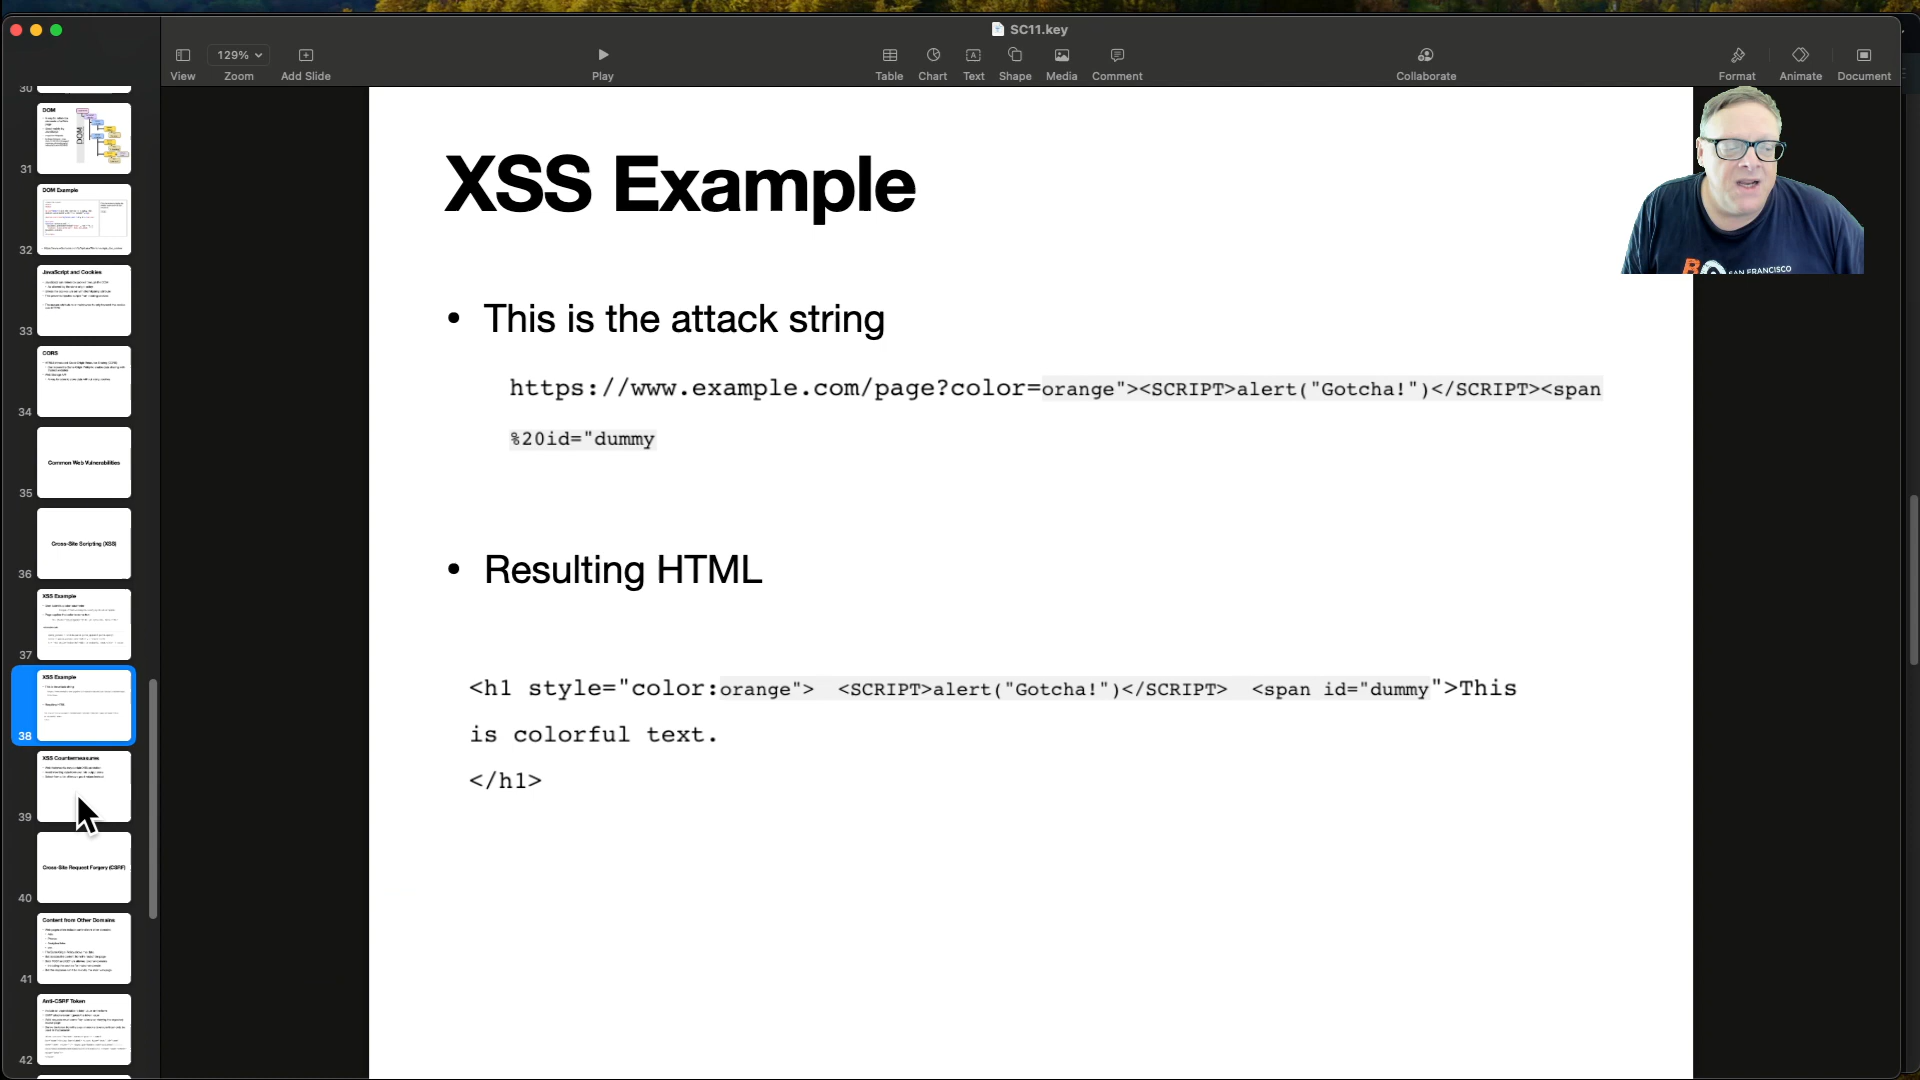 SC11.key
129%
View Zoom Add Slide Play Table Chart Text Shape Media Comment Collaborate Format Animate Document
30
DOM
DOM
31
DOM Example
32
JavaScript and Cookies
33
CORS
34
Common Web Vulnerabilities
35
Cross-Site Scripting (XSS)
36
XSS Example
37
XSS Example
38
XSS Countermeasures
39
Cross-Site Request Forgery (CSRF)
40
Content from Other Domains
41
Anti-CSRF Token
42
XSS Example
• This is the attack string
https://www.example.com/page?color=orange"><SCRIPT>alert("Gotcha!")</SCRIPT><span
%20id="dummy
• Resulting HTML
<h1 style="color:orange">  <SCRIPT>alert("Gotcha!")</SCRIPT>  <span id="dummy">This
is colorful text.
</h1>
SAN FRANCISCO